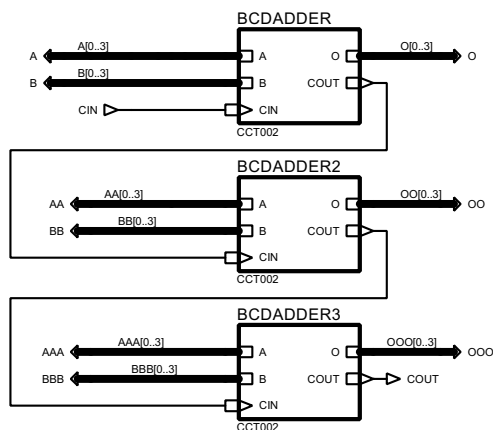 BCDADDER
A A[0..3] A O O[0..3] O
B B[0..3] B COUT
CIN CIN
CCT002
BCDADDER2
AA AA[0..3] A O OO[0..3] OO
BB BB[0..3] B COUT
CIN
CCT002
BCDADDER3
AAA AAA[0..3] A O OOO[0..3] OOO
BBB BBB[0..3] B COUT COUT
CIN
CCT002